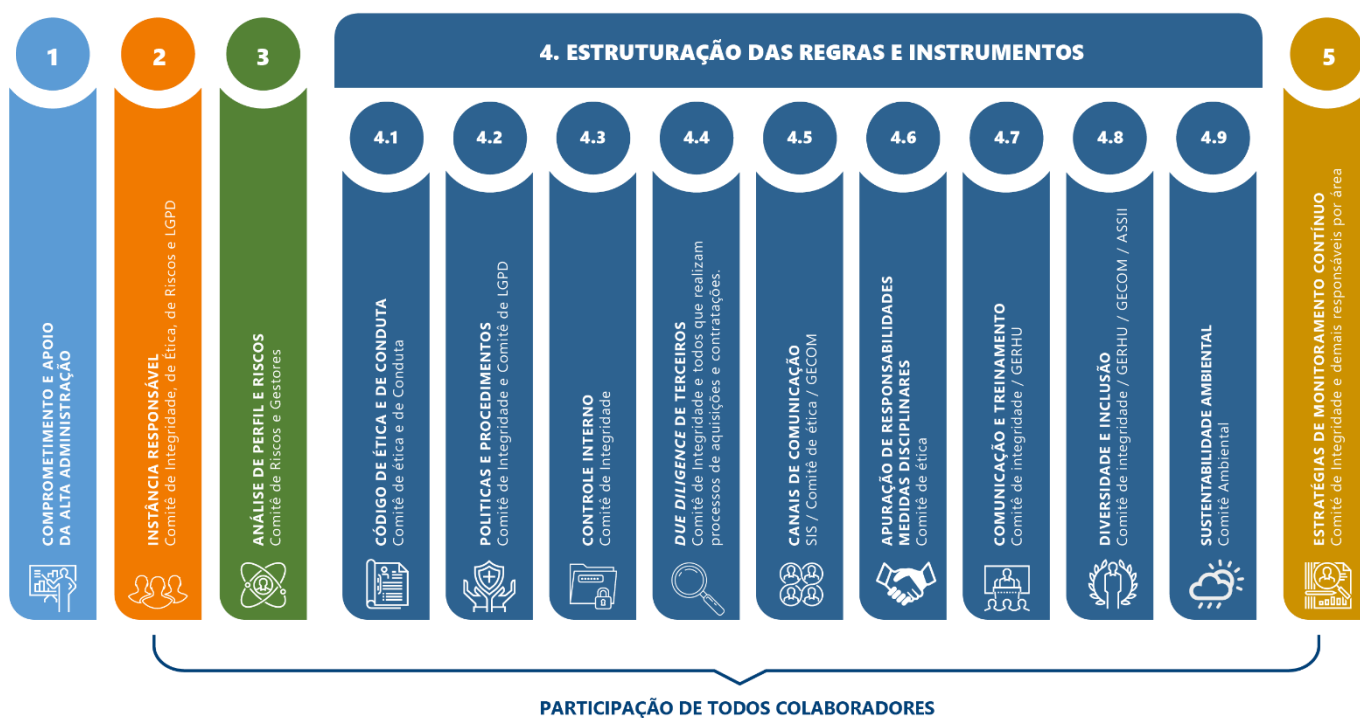 1
COMPROMETIMENTO E APOIO
DA ALTA ADMINISTRAÇÃO
2
INSTÂNCIA RESPONSÁVEL
Comitê de Integridade, de Ética, de Riscos e LGPD
3
ANÁLISE DE PERFIL E RISCOS
Comitê de Riscos e Gestores
4. ESTRUTURAÇÃO DAS REGRAS E INSTRUMENTOS
4.1
CÓDIGO DE ÉTICA E DE CONDUTA
Comitê de ética e de Conduta
4.2
POLITICAS E PROCEDIMENTOS
Comitê de Integridade e Comitê de LGPD
4.3
CONTROLE INTERNO
Comitê de Integridade
4.4
DUE DILIGENCE DE TERCEIROS
Comitê de Integridade e todos que realizam
processos de aquisições e contratações.
4.5
CANAIS DE COMUNICAÇÃO
SIS / Comitê de ética / GECOM
4.6
APURAÇÃO DE RESPONSABILIDADES
MEDIDAS DISCIPLINARES
Comitê de ética
4.7
COMUNICAÇÃO E TREINAMENTO
Comitê de integridade / GERHU
4.8
DIVERSIDADE E INCLUSÃO
Comitê de integridade / GERHU / GECOM / ASSII
4.9
SUSTENTABILIDADE AMBIENTAL
Comitê Ambiental
5
ESTRATÉGIAS DE MONITORAMENTO CONTÍNUO
Comitê de Integridade e demais responsáveis por área
PARTICIPAÇÃO DE TODOS COLABORADORES